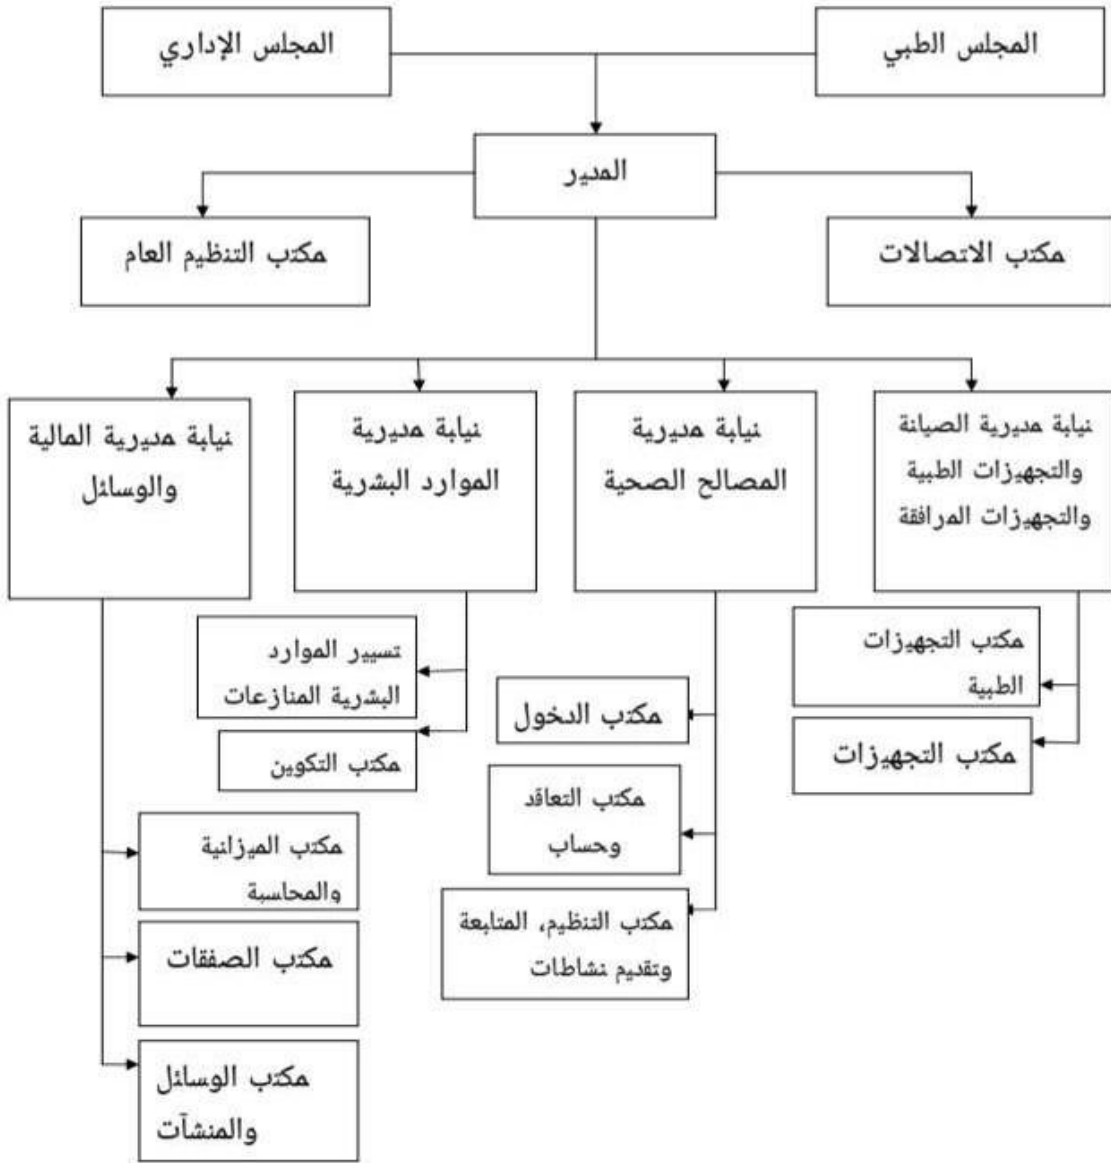 المجلس الطبي
المجلس الإداري
المدير
مكتب الاتصالات
مكتب التنظيم العام
نيابة مديرية الصيانة
والتجهيزات الطبية
والتجهيزات المرافقة
نيابة مديرية
المصالح الصحية
نيابة مديرية
الموارد البشرية
نيابة مديرية المالية
والوسائل
مكتب التجهيزات
الطبية
مكتب التجهيزات
مكتب الدخول
مكتب التعاقد
وحساب
مكتب التنظيم، المتابعة
وتقديم نشاطات
تسيير الموارد
البشرية المنازعات
مكتب التكوين
مكتب الميزانية
والمحاسبة
مكتب الصفقات
مكتب الوسائل
والمنشآت